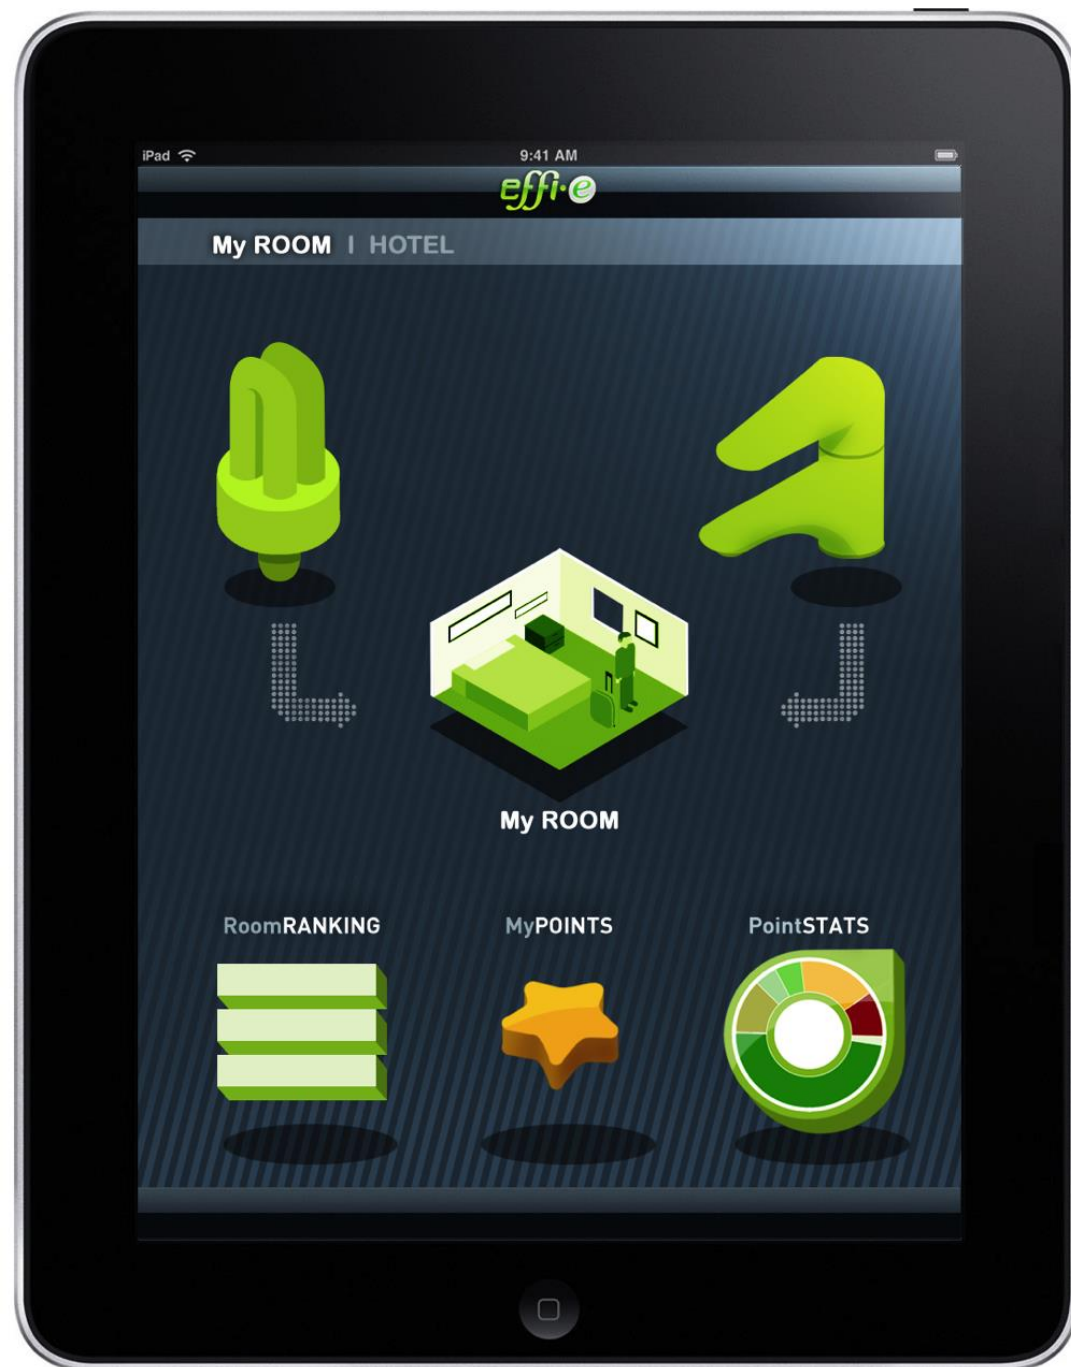 iPad
9:41 AM
effi·e
My ROOM I HOTEL
My ROOM
RoomRANKING
MyPOINTS
PointSTATS